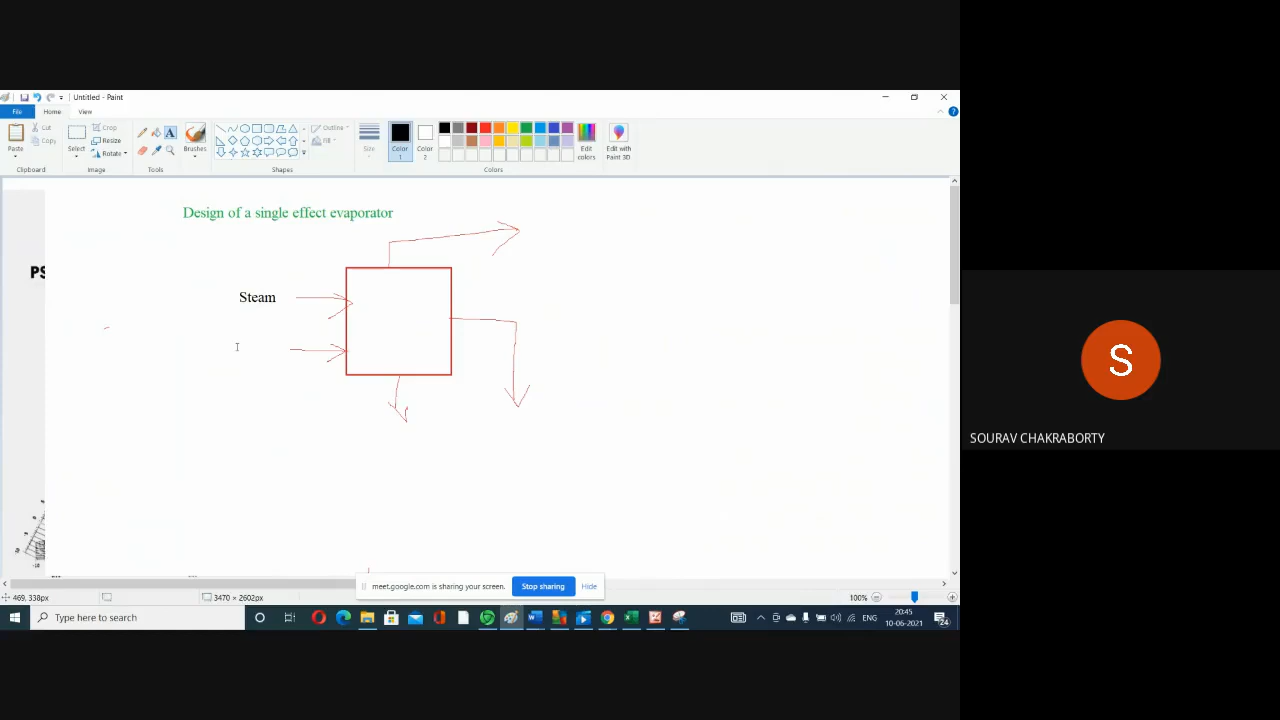 Untitled - Paint
File Home View
Paste
Cut
Copy
Clipboard
Select
Crop
Resize
Rotate
Image
A
Tools
Brushes
Outline
Fill
Shapes
Size
Color 1
Color 2
Edit colors
Colors
Edit with Paint 3D
Design of a single effect evaporator
Steam
PS
meet.google.com is sharing your screen. Stop sharing Hide
469, 338px
3470 × 2602px
100%
Type here to search
ENG
20:45
10-06-2021
24
S
SOURAV CHAKRABORTY